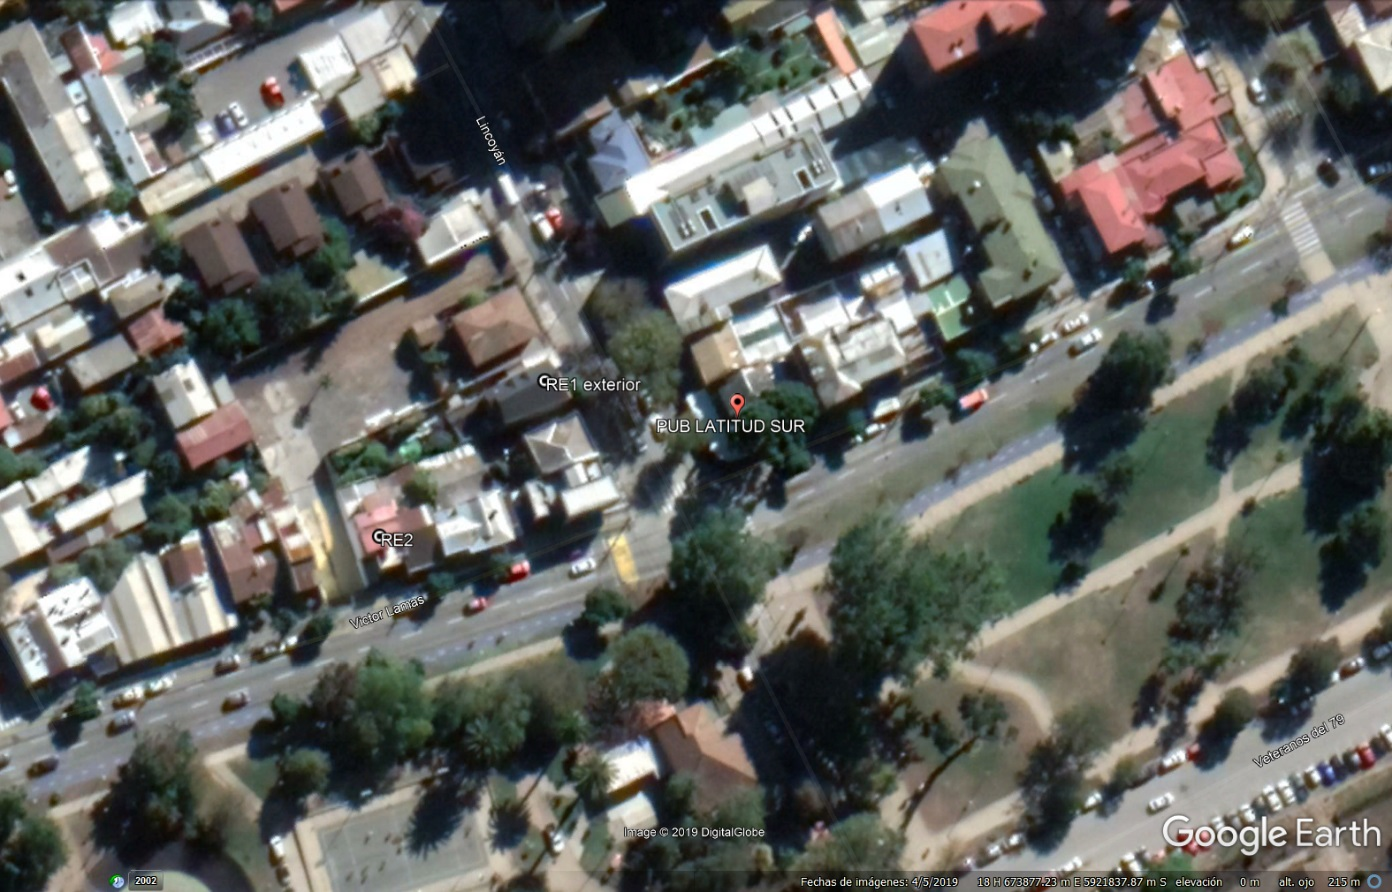 Lincoyán
RE1 exterior
PUB LATITUD SUR
RE2
Víctor Lamas
Veteranos del 79
Image © 2019 DigitalGlobe
Google Earth
2002
Fechas de imágenes: 4/5/2019 18 H 673877.23 m E 5921837.87 m S elevación 0 m alt. ojo 215 m